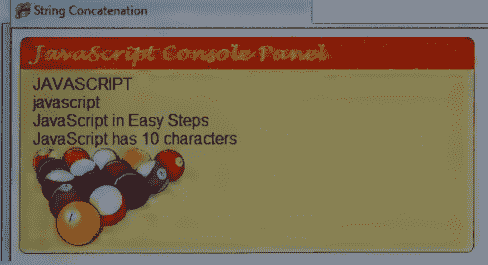 String Concatenation
JavaScript Console Panel
JAVASCRIPT
javascript
JavaScript in Easy Steps
JavaScript has 10 characters